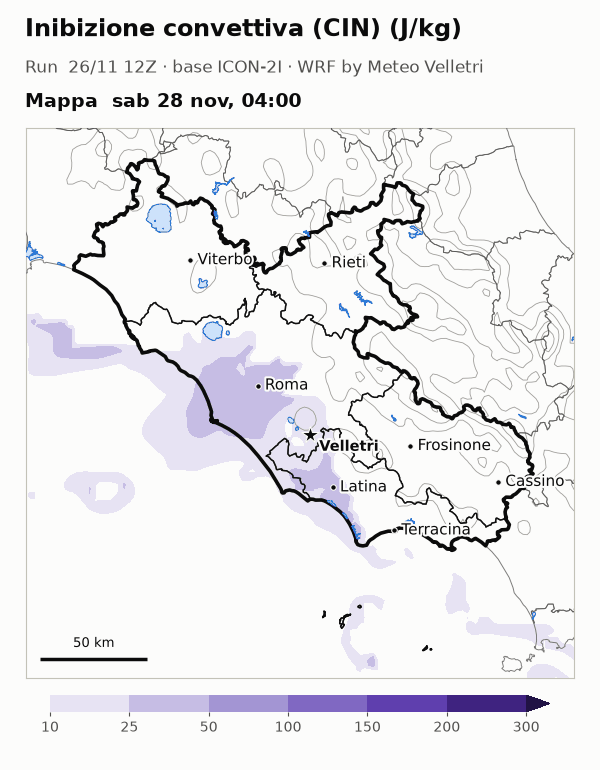 Inibizione convettiva (CIN) (J/kg)
Run  26/11 12Z · base ICON-2I · WRF by Meteo Velletri
Mappa  sab 28 nov, 04:00
Viterbo
Rieti
Roma
Velletri
Frosinone
Cassino
Latina
Terracina
50 km
10 25 50 100 150 200 300